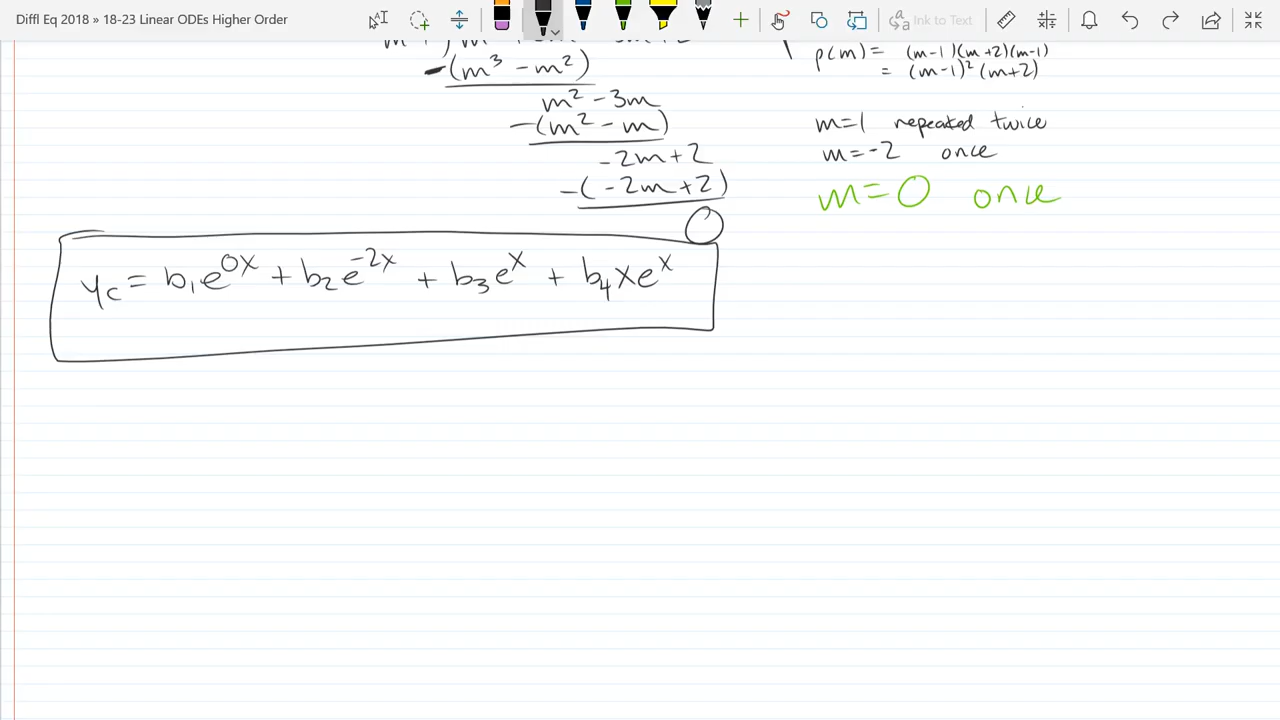 Diffl Eq 2018 » 18-23 Linear ODEs Higher Order
Ink to Text
-(m³ - m²)
m² - 3m
-(m² - m)
-2m+2
-(-2m+2)
0
p(m) = (m-1)(m+2)(m-1)
= (m-1)²(m+2)
m=1 repeated twice
m=-2 once
m=0 once
y_c = b₁e^{0x} + b₂e^{-2x} + b₃e^{x} + b₄xe^{x}